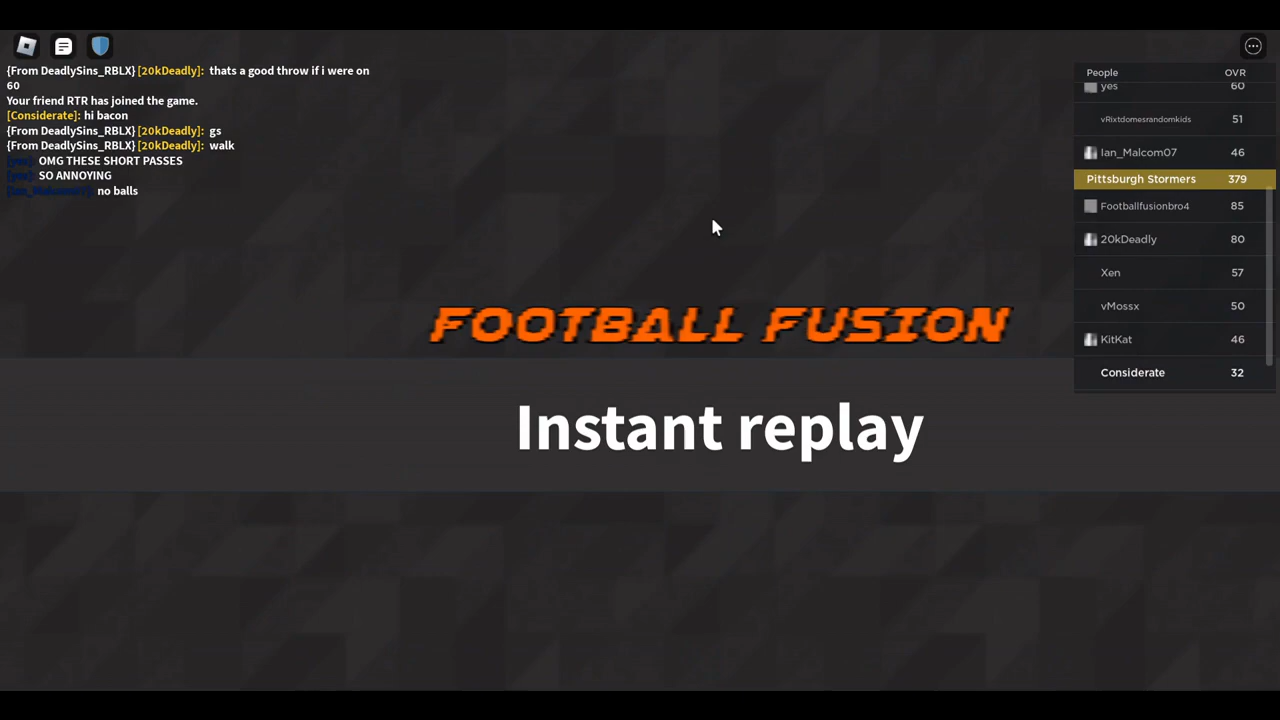 {From DeadlySins_RBLX} [20kDeadly]: thats a good throw if i were on
60
Your friend RTR has joined the game.
[Considerate]: hi bacon
{From DeadlySins_RBLX} [20kDeadly]: gs
{From DeadlySins_RBLX} [20kDeadly]: walk
[yes]: OMG THESE SHORT PASSES
[yes]: SO ANNOYING
[Ian_Malcom07]: no balls
FOOTBALL FUSION
Instant replay
People OVR
yes 60
vRixtdomesrandomkids 51
Ian_Malcom07 46
Pittsburgh Stormers 379
Footballfusionbro4 85
20kDeadly 80
Xen 57
vMossx 50
KitKat 46
Considerate 32